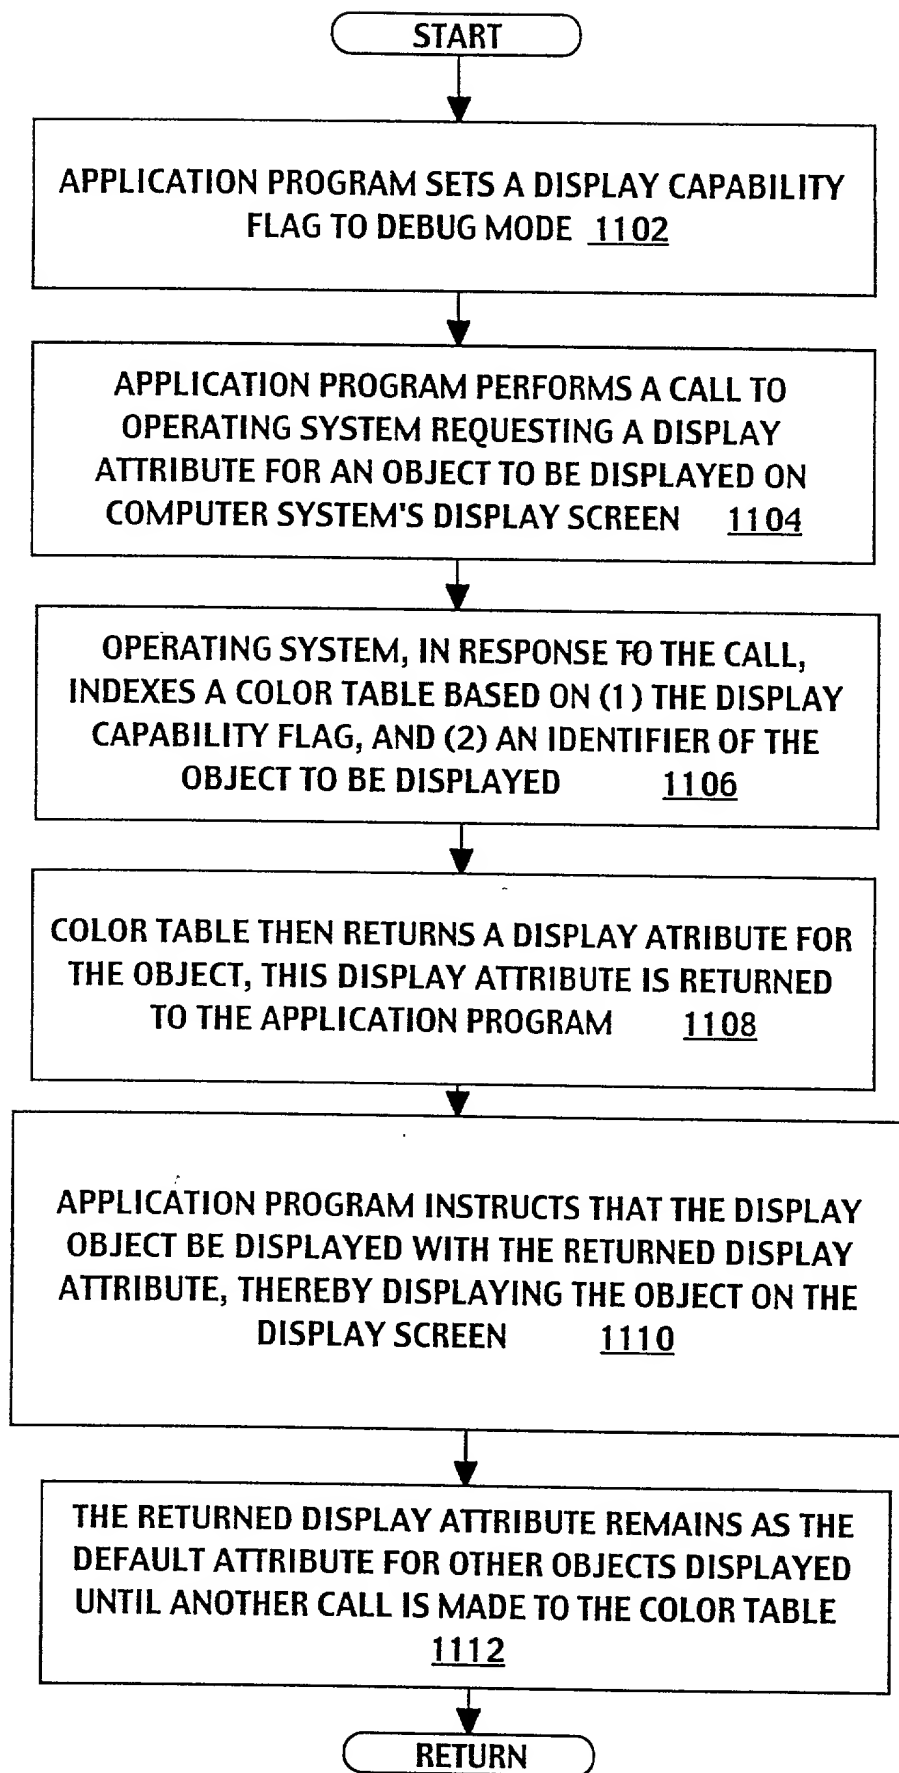 START
APPLICATION PROGRAM SETS A DISPLAY CAPABILITY
FLAG TO DEBUG MODE 1102
APPLICATION PROGRAM PERFORMS A CALL TO
OPERATING SYSTEM REQUESTING A DISPLAY
ATTRIBUTE FOR AN OBJECT TO BE DISPLAYED ON
COMPUTER SYSTEM'S DISPLAY SCREEN 1104
OPERATING SYSTEM, IN RESPONSE TO THE CALL,
INDEXES A COLOR TABLE BASED ON (1) THE DISPLAY
CAPABILITY FLAG, AND (2) AN IDENTIFIER OF THE
OBJECT TO BE DISPLAYED 1106
COLOR TABLE THEN RETURNS A DISPLAY ATRIBUTE FOR
THE OBJECT, THIS DISPLAY ATTRIBUTE IS RETURNED
TO THE APPLICATION PROGRAM 1108
APPLICATION PROGRAM INSTRUCTS THAT THE DISPLAY
OBJECT BE DISPLAYED WITH THE RETURNED DISPLAY
ATTRIBUTE, THEREBY DISPLAYING THE OBJECT ON THE
DISPLAY SCREEN 1110
THE RETURNED DISPLAY ATTRIBUTE REMAINS AS THE
DEFAULT ATTRIBUTE FOR OTHER OBJECTS DISPLAYED
UNTIL ANOTHER CALL IS MADE TO THE COLOR TABLE
1112
RETURN